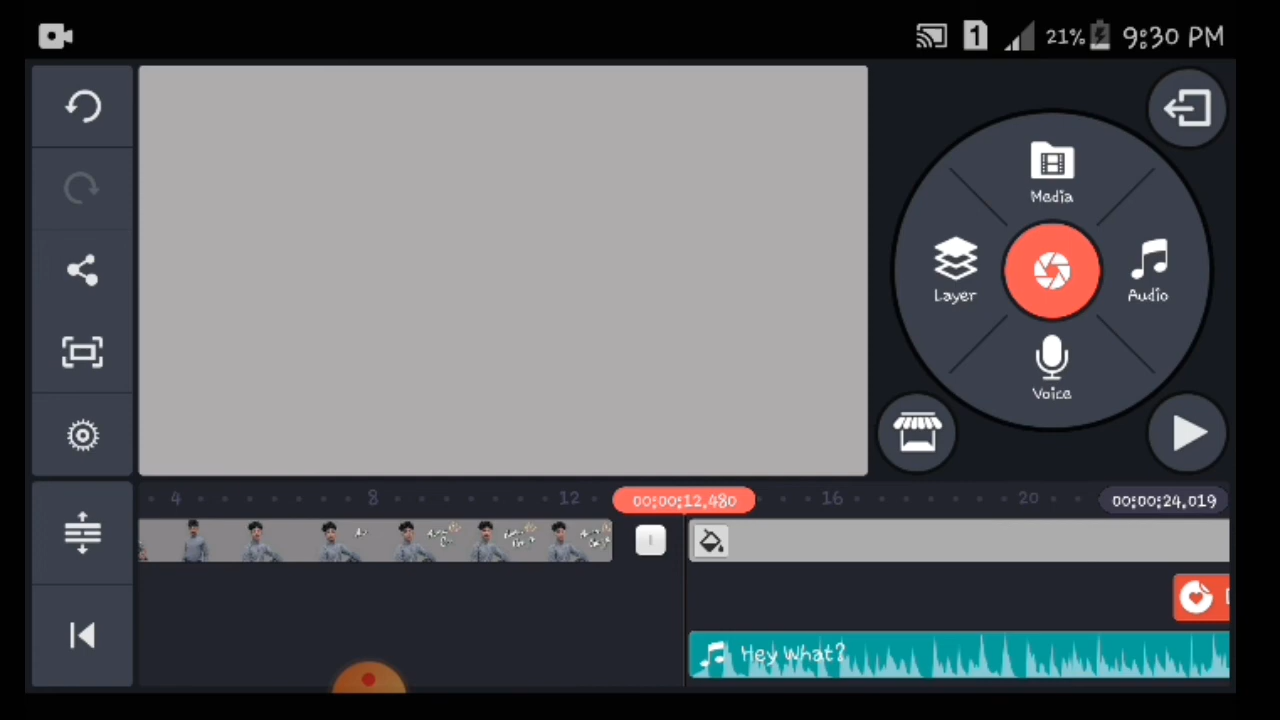 1 21% 9:30 PM
Media
Layer
Audio
Voice
4 8 12 00:00:12.480 16 20 00:00:24.019
Hey What?